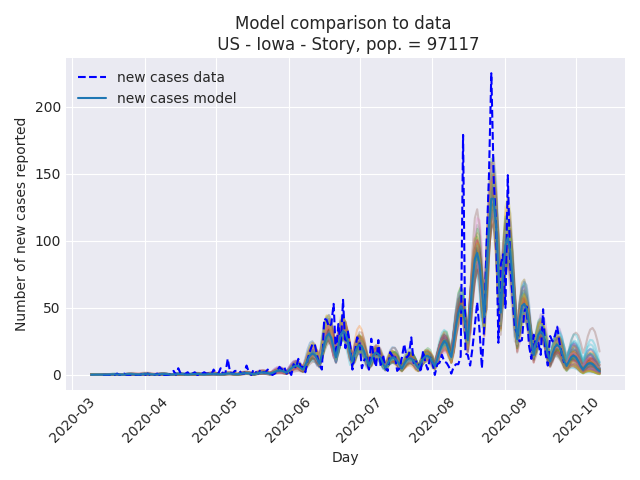 Model comparison to data
US - Iowa - Story, pop. = 97117
new cases data
new cases model
Number of new cases reported
200
150
100
50
0
2020-03
2020-04
2020-05
2020-06
2020-07
2020-08
2020-09
2020-10
Day